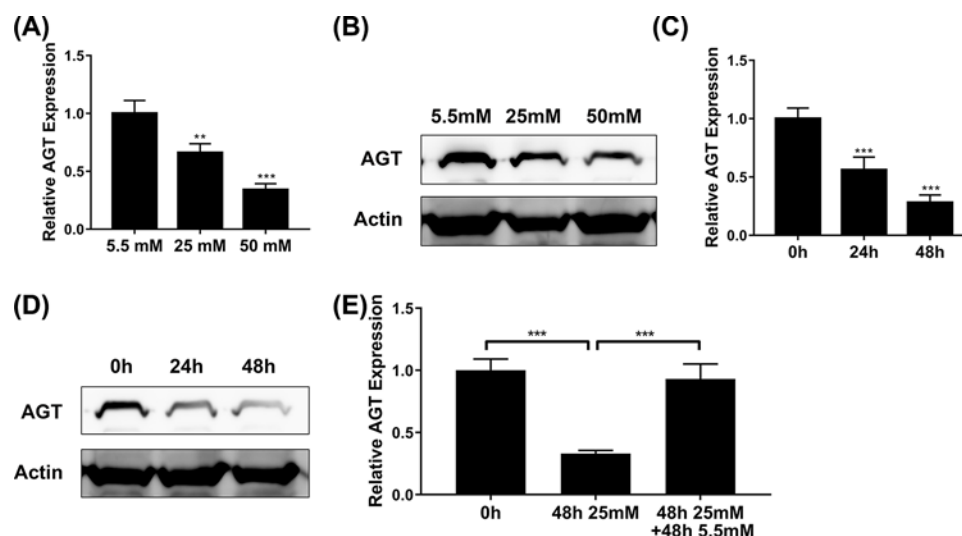 (A)
Relative AGT Expression
1.5
1.0
0.5
0.0
**
***
5.5 mM 25 mM 50 mM
(B)
5.5mM 25mM 50mM
AGT
Actin
(C)
Relative AGT Expression
1.5
1.0
0.5
0.0
***
***
0h 24h 48h
(D)
0h 24h 48h
AGT
Actin
(E)
Relative AGT Expression
1.5
1.0
0.5
0.0
*** ***
0h 48h 25mM 48h 25mM
+48h 5.5mM